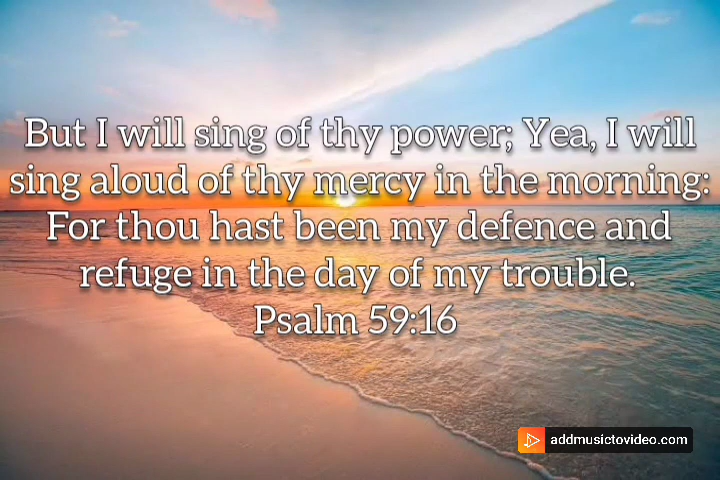 But I will sing of thy power; Yea, I will
sing aloud of thy mercy in the morning:
For thou hast been my defence and
refuge in the day of my trouble.
Psalm 59:16
addmusictovideo.com